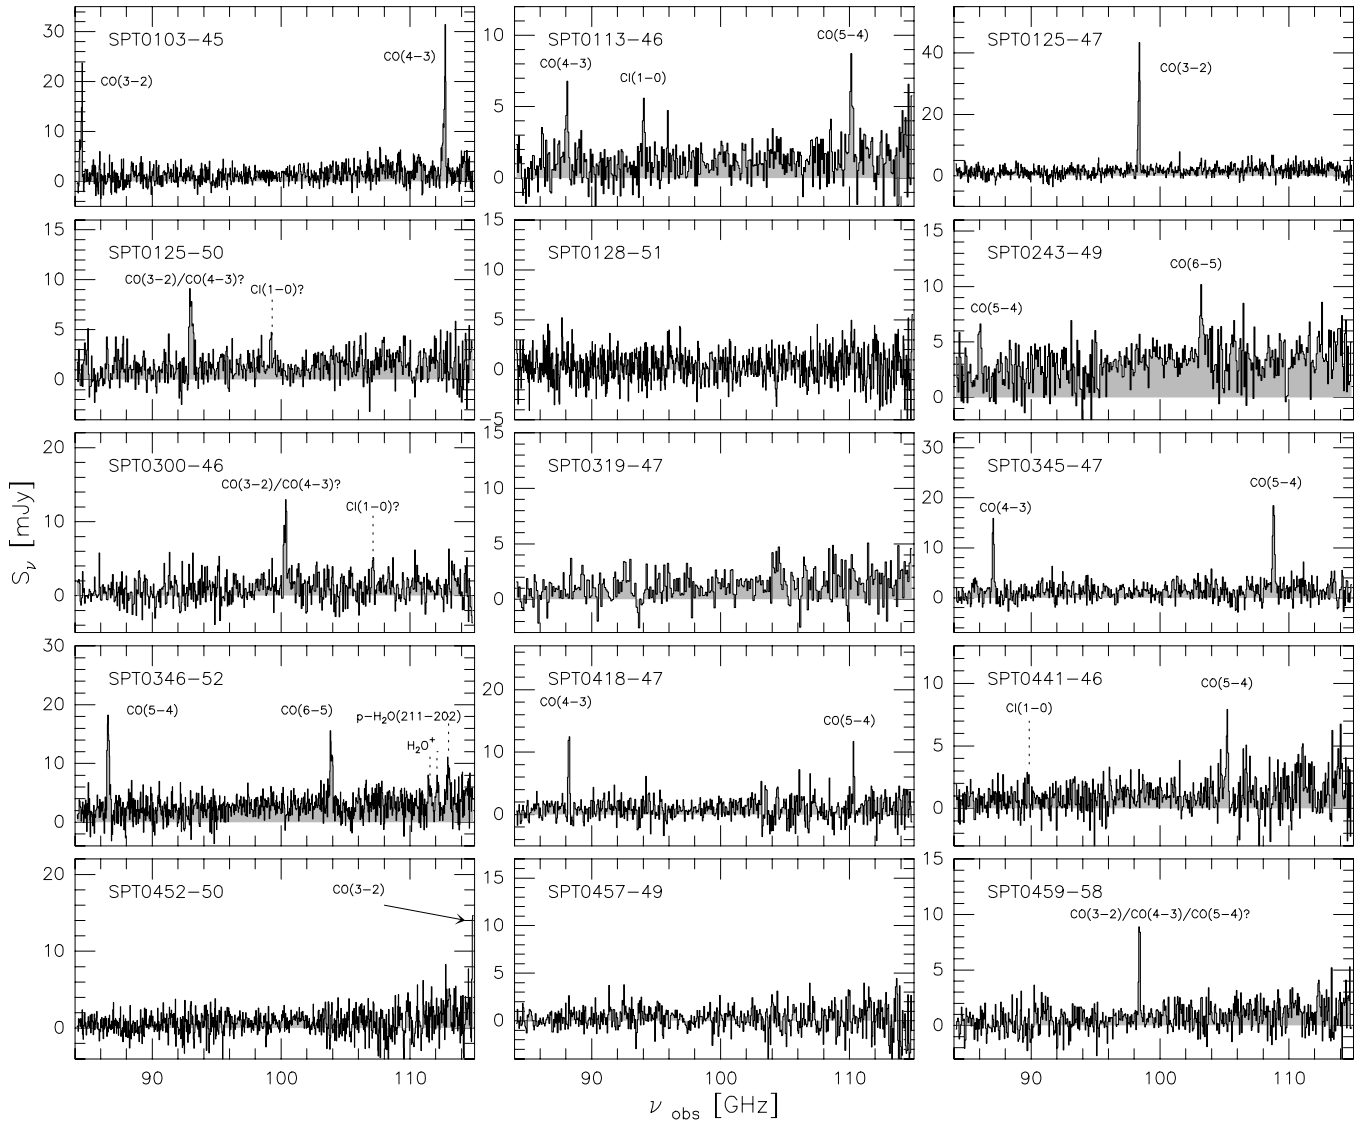 SPT0103-45
CO(3-2)
CO(4-3)
30
20
10
0
SPT0113-46
CO(4-3)
CI(1-0)
CO(5-4)
10
5
0
SPT0125-47
CO(3-2)
40
20
0
SPT0125-50
CO(3-2)/CO(4-3)?
CI(1-0)?
15
10
5
0
SPT0128-51
15
10
5
0
-5
SPT0243-49
CO(5-4)
CO(6-5)
15
10
5
0
SPT0300-46
CO(3-2)/CO(4-3)?
CI(1-0)?
20
10
0
SPT0319-47
15
10
5
0
SPT0345-47
CO(4-3)
CO(5-4)
30
20
10
0
Sν [mJy]
SPT0346-52
CO(5-4)
CO(6-5)
p-H₂O(211-202)
H₂O⁺
30
20
10
0
SPT0418-47
CO(4-3)
CO(5-4)
20
10
0
SPT0441-46
CI(1-0)
CO(5-4)
10
5
0
SPT0452-50
CO(3-2)
20
10
0
SPT0457-49
15
10
5
0
SPT0459-58
CO(3-2)/CO(4-3)/CO(5-4)?
15
10
5
0
90 100 110
90 100 110
90 100 110
ν obs [GHz]